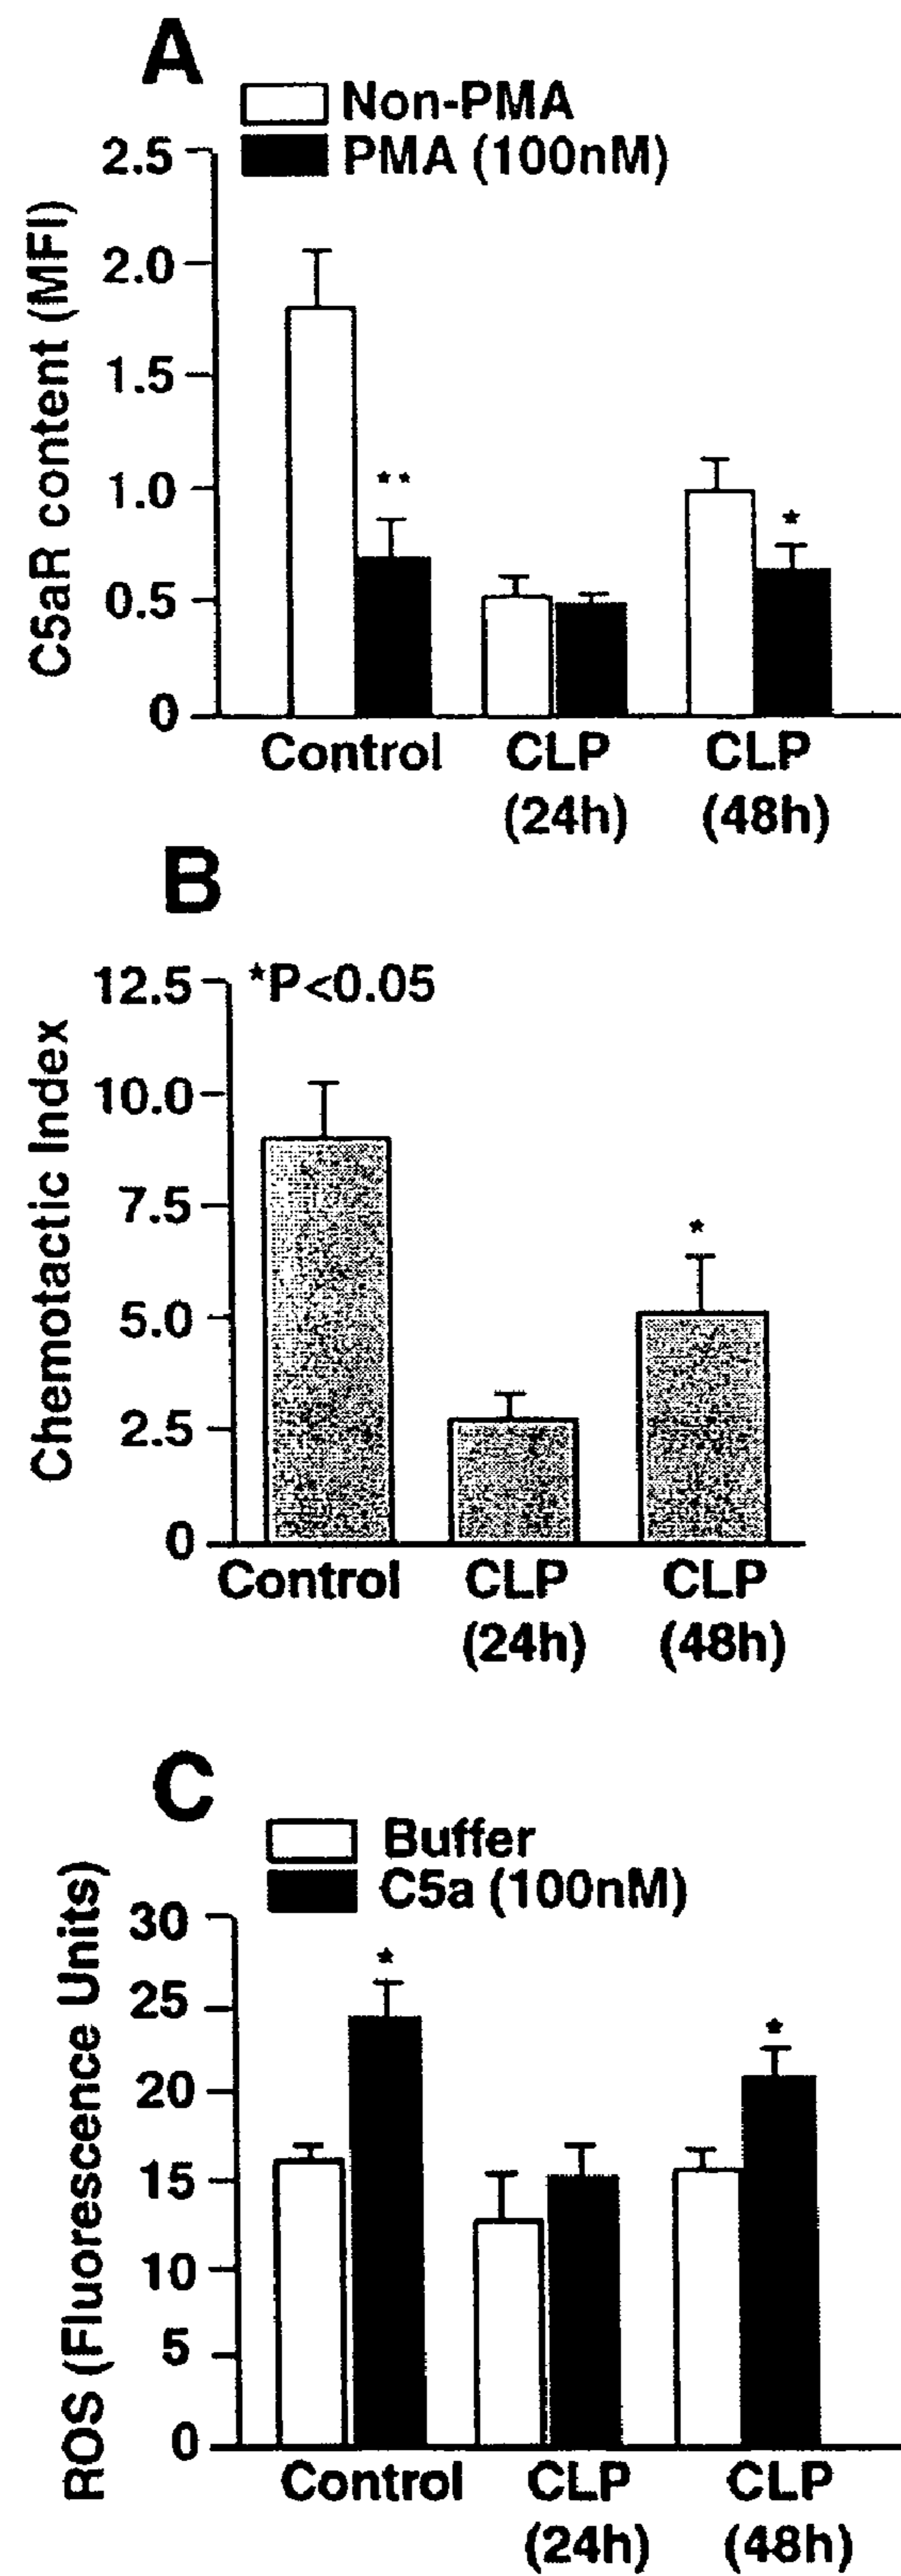 A
Non-PMA
PMA (100nM)
C5aR content (MFI)
2.5
2.0
1.5
1.0
0.5
0
**
*
Control
CLP
(24h)
CLP
(48h)
B
*P<0.05
Chemotactic Index
12.5
10.0
7.5
5.0
2.5
0
*
Control
CLP
(24h)
CLP
(48h)
C
Buffer
C5a (100nM)
ROS (Fluorescence Units)
30
25
20
15
10
5
0
*
*
Control
CLP
(24h)
CLP
(48h)